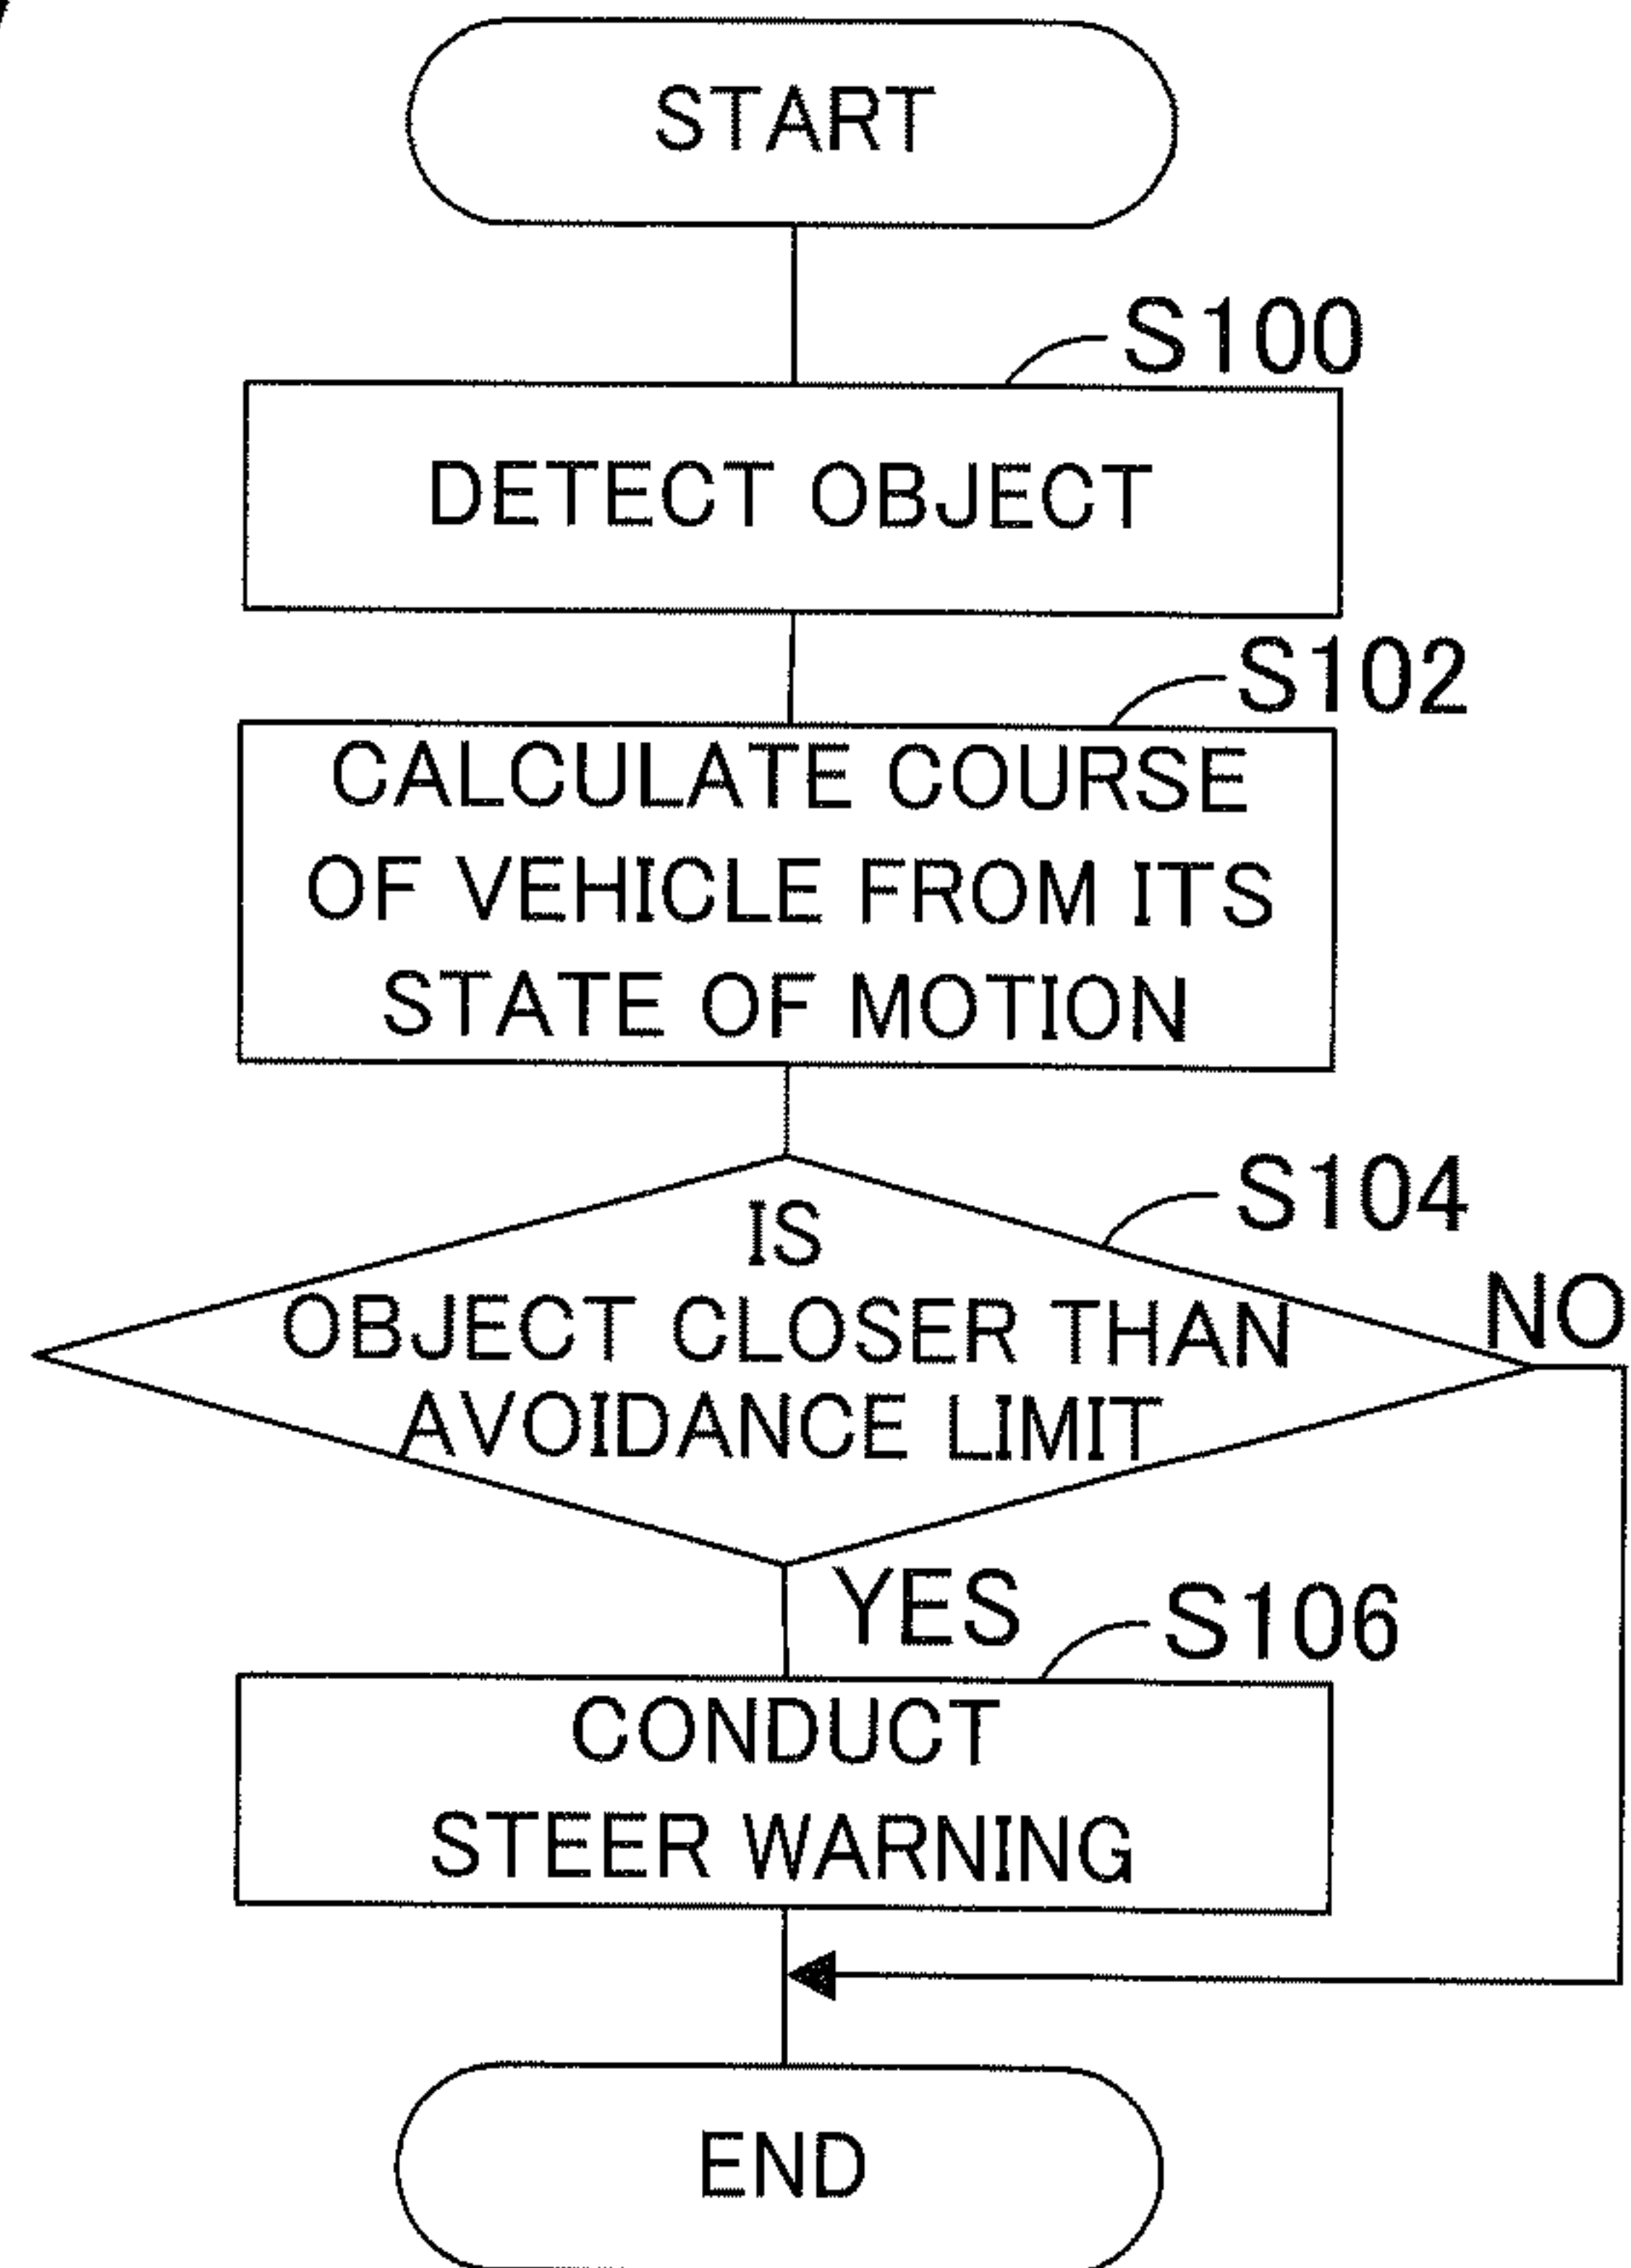 START
S100
DETECT OBJECT
S102
CALCULATE COURSE
OF VEHICLE FROM ITS
STATE OF MOTION
S104
IS
OBJECT CLOSER THAN
AVOIDANCE LIMIT
NO
YES
S106
CONDUCT
STEER WARNING
END